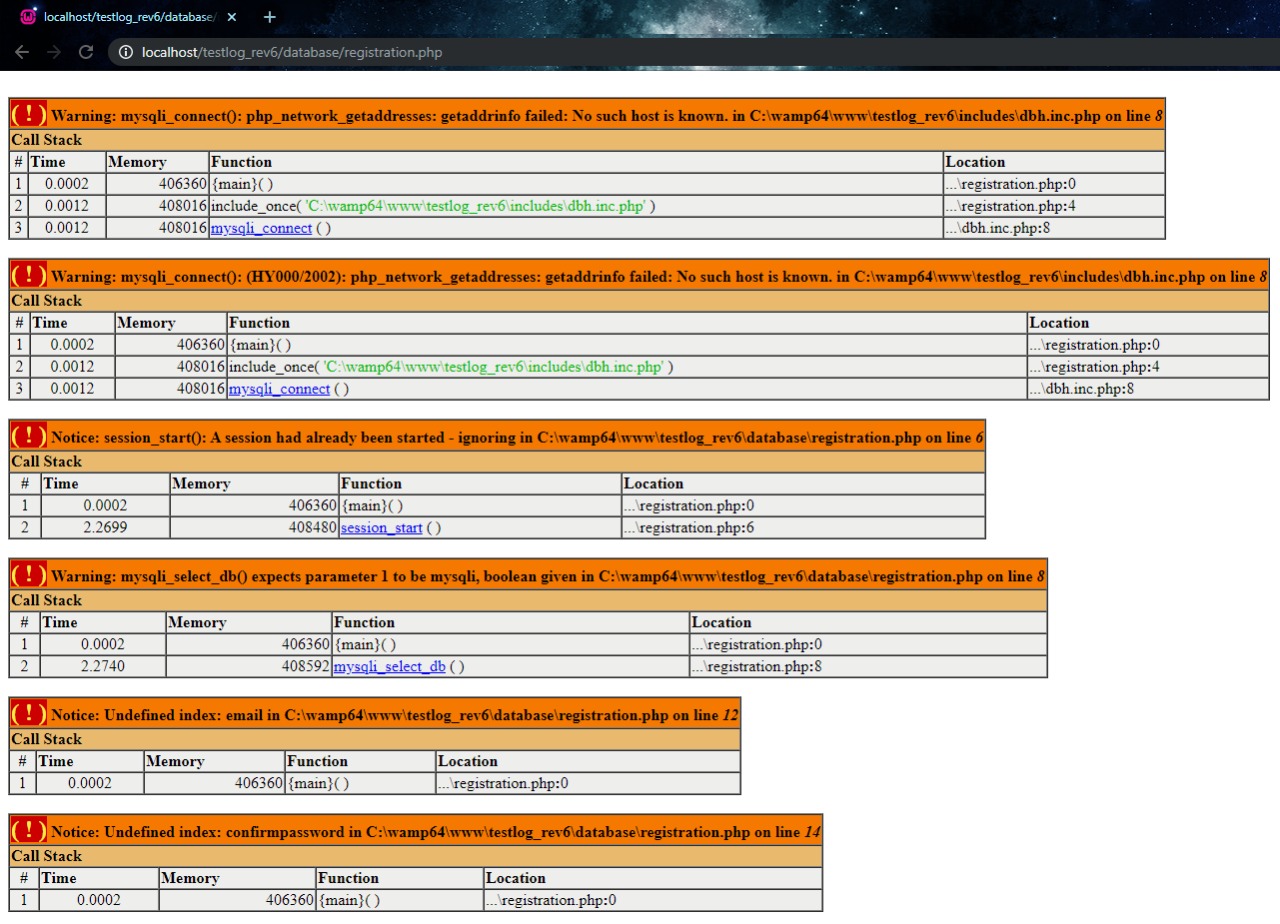 localhost/testlog_rev6/database/
localhost/testlog_rev6/database/registration.php
( ! ) Warning: mysqli_connect(): php_network_getaddresses: getaddrinfo failed: No such host is known. in C:\wamp64\www\testlog_rev6\includes\dbh.inc.php on line 8
Call Stack
# Time Memory Function Location
1 0.0002 406360 {main}( ) ...\registration.php:0
2 0.0012 408016 include_once( 'C:\wamp64\www\testlog_rev6\includes\dbh.inc.php' ) ...\registration.php:4
3 0.0012 408016 mysqli_connect ( ) ...\dbh.inc.php:8
( ! ) Warning: mysqli_connect(): (HY000/2002): php_network_getaddresses: getaddrinfo failed: No such host is known. in C:\wamp64\www\testlog_rev6\includes\dbh.inc.php on line 8
Call Stack
# Time Memory Function Location
1 0.0002 406360 {main}( ) ...\registration.php:0
2 0.0012 408016 include_once( 'C:\wamp64\www\testlog_rev6\includes\dbh.inc.php' ) ...\registration.php:4
3 0.0012 408016 mysqli_connect ( ) ...\dbh.inc.php:8
( ! ) Notice: session_start(): A session had already been started - ignoring in C:\wamp64\www\testlog_rev6\database\registration.php on line 6
Call Stack
# Time Memory Function Location
1 0.0002 406360 {main}( ) ...\registration.php:0
2 2.2699 408480 session_start ( ) ...\registration.php:6
( ! ) Warning: mysqli_select_db() expects parameter 1 to be mysqli, boolean given in C:\wamp64\www\testlog_rev6\database\registration.php on line 8
Call Stack
# Time Memory Function Location
1 0.0002 406360 {main}( ) ...\registration.php:0
2 2.2740 408592 mysqli_select_db ( ) ...\registration.php:8
( ! ) Notice: Undefined index: email in C:\wamp64\www\testlog_rev6\database\registration.php on line 12
Call Stack
# Time Memory Function Location
1 0.0002 406360 {main}( ) ...\registration.php:0
( ! ) Notice: Undefined index: confirmpassword in C:\wamp64\www\testlog_rev6\database\registration.php on line 14
Call Stack
# Time Memory Function Location
1 0.0002 406360 {main}( ) ...\registration.php:0